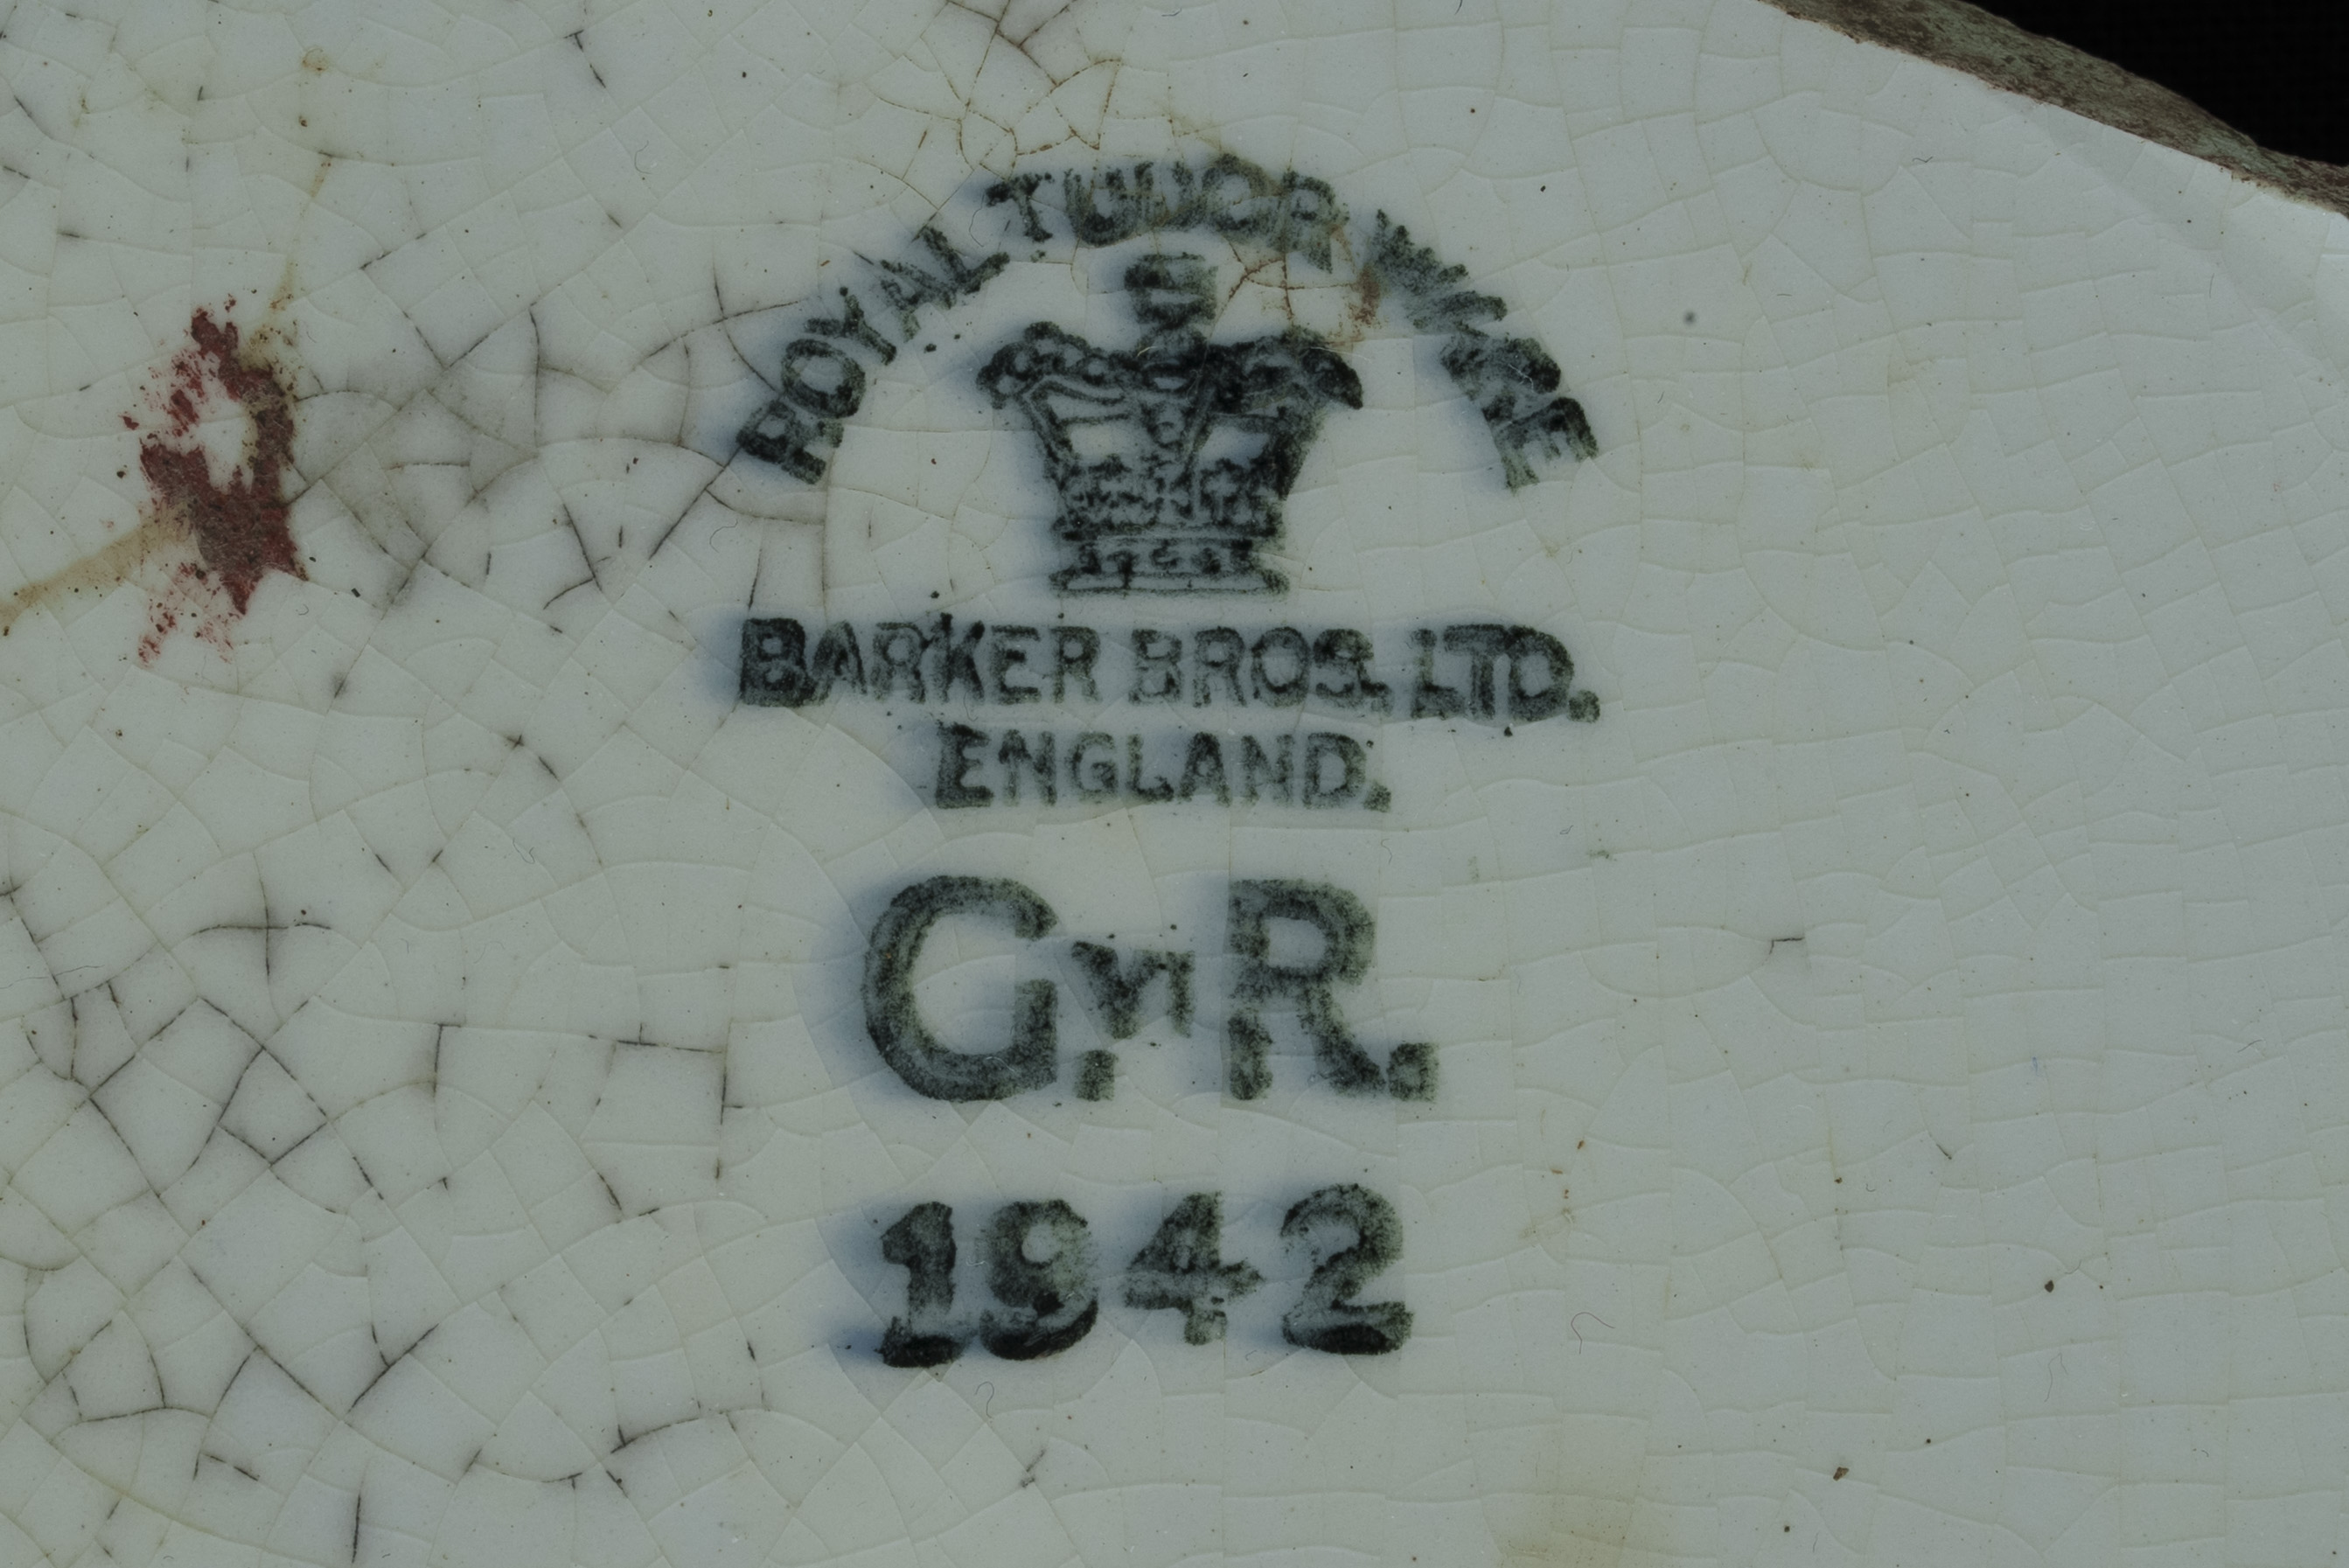 ROYAL TUDOR WARE
BARKER BROS. LTD.
ENGLAND.
G.VI R.
1942